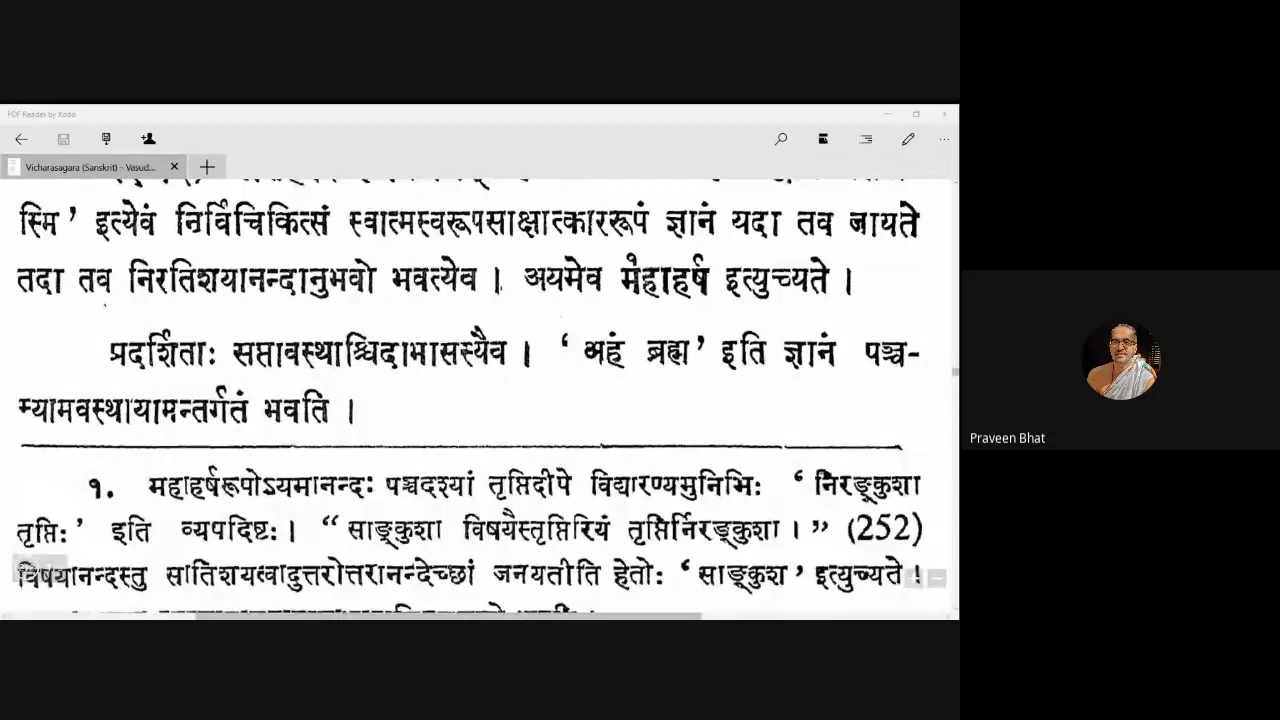 PDF Reader by Xodo
Vicharasagara (Sanskrit) - Vasud...
स्मि ’ इत्येवं निर्विचिकित्सं स्वात्मस्वरूपसाक्षात्काररूपं ज्ञानं यदा तव जायते
तदा तव निरतिशयानन्दानुभवो भवत्येव । अयमेव महाहर्ष इत्युच्यते ।
प्रदर्शिताः सप्तावस्थाश्चिदाभासस्यैव । ‘ अहं ब्रह्म ’ इति ज्ञानं पञ्च-
म्यामवस्थायामन्तर्गतं भवति ।
१. महाहर्षरूपोऽयमानन्दः पञ्चदश्यां तृप्तिदीपे विद्यारण्यमुनिभिः ‘ निरङ्कुशा
तृप्तिः ’ इति व्यपदिष्टः । “ साङ्कुशा विषयैस्तृप्तिरियं तृप्तिर्निरङ्कुशा । ” (252)
विषयानन्दस्तु सातिशयत्वादुत्तरोत्तरानन्देच्छां जनयतीति हेतोः ‘ साङ्कुश ’ इत्युच्यते ।
Praveen Bhat